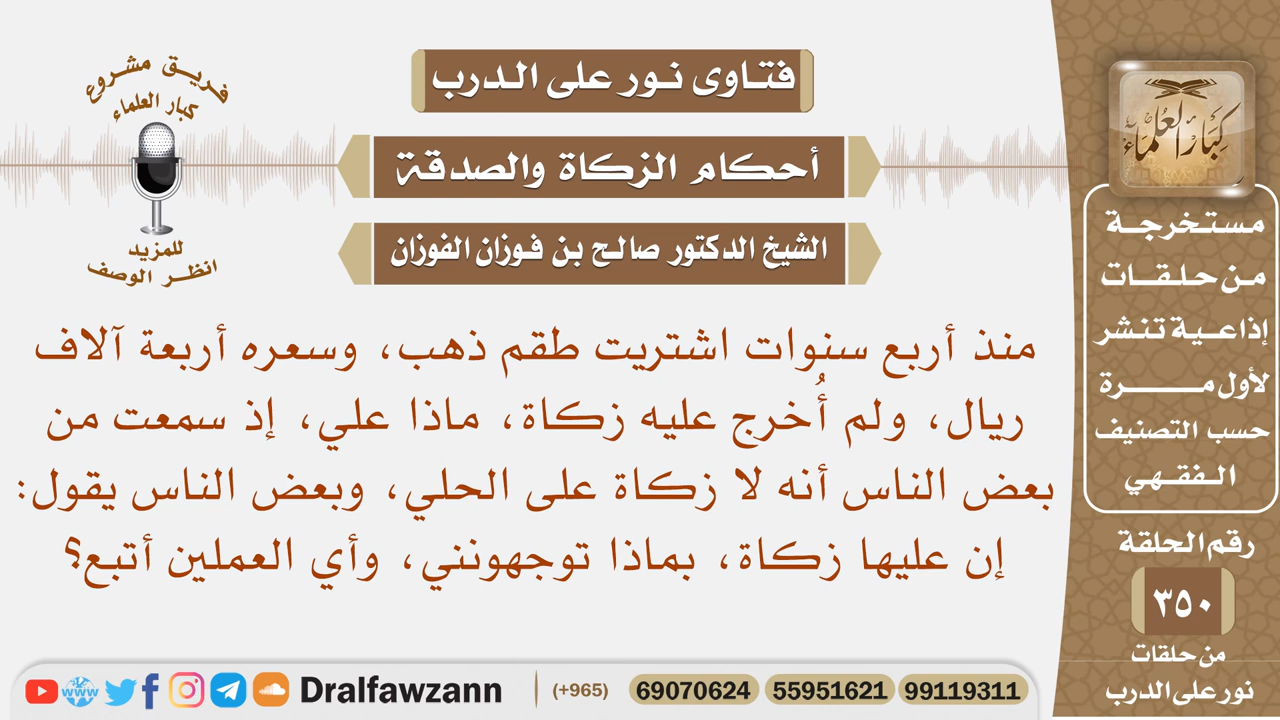 فتاوى نور على الدرب
أحكام الزكاة والصدقة
الشيخ الدكتور صالح بن فوزان الفوزان
منذ أربع سنوات اشتريت طقم ذهب، وسعره أربعة آلاف
ريال، ولم أُخرج عليه زكاة، ماذا علي، إذ سمعت من
بعض الناس أنه لا زكاة على الحلي، وبعض الناس يقول:
إن عليها زكاة، بماذا توجهونني، وأي العملين أتبع؟
فريق مشروع
كبار العلماء
للمزيد
انظر الوصف
كبار العلماء
مستخرجة
من حلقات
إذاعية تنشر
لأول مرة
حسب التصنيف
الفقهي
رقم الحلقة
٣٥٠
من حلقات
نور على الدرب
www Dralfawzann (+965) 69070624 55951621 99119311